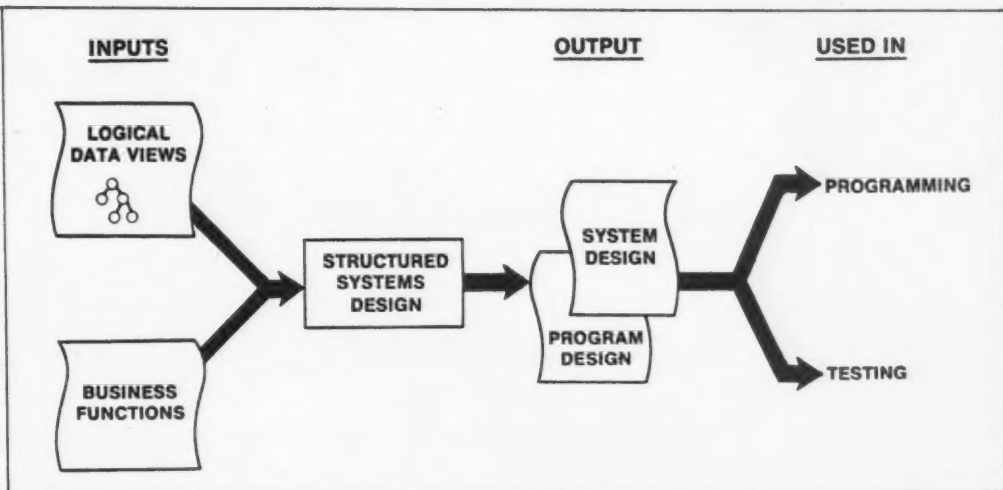 INPUTS
OUTPUT
USED IN
LOGICAL
DATA VIEWS
BUSINESS
FUNCTIONS
STRUCTURED
SYSTEMS
DESIGN
SYSTEM
DESIGN
PROGRAM
DESIGN
PROGRAMMING
TESTING